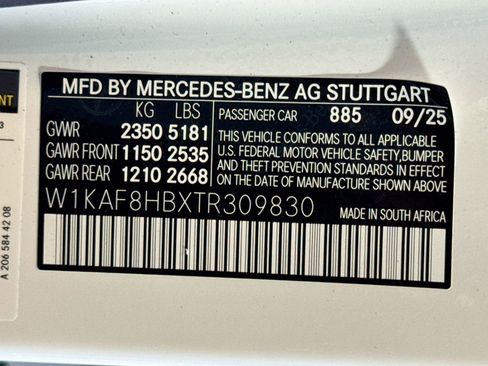 MFD BY MERCEDES-BENZ AG STUTTGART
KG LBS
GVWR 2350 5181
GAWR FRONT 1150 2535
GAWR REAR 1210 2668
PASSENGER CAR 885 09/25
THIS VEHICLE CONFORMS TO ALL APPLICABLE
U.S. FEDERAL MOTOR VEHICLE SAFETY,BUMPER
AND THEFT PREVENTION STANDARDS IN
EFFECT ON THE DATE OF MANUFACTURE
SHOWN ABOVE.
W1KAF8HBXTR309830
MADE IN SOUTH AFRICA
A 206 584 42 08